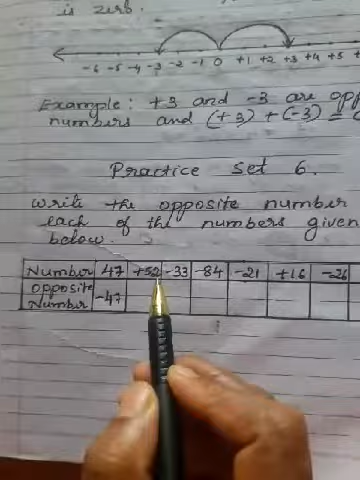 is zero.
-6 -5 -4 -3 -2 -1 0 +1 +2 +3 +4 +5
Example: +3 and -3 are
numbers and (+3) + (-3) =
Practice set 6.
Write the opposite number
each of the numbers given
below.
Number 47 +52 -33 -84 -21 +16 -26
opposite
Number -47